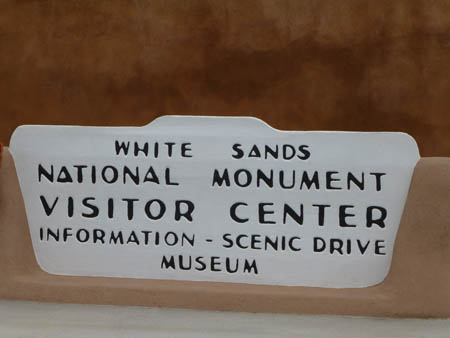 WHITE SANDS
NATIONAL MONUMENT
VISITOR CENTER
INFORMATION - SCENIC DRIVE
MUSEUM